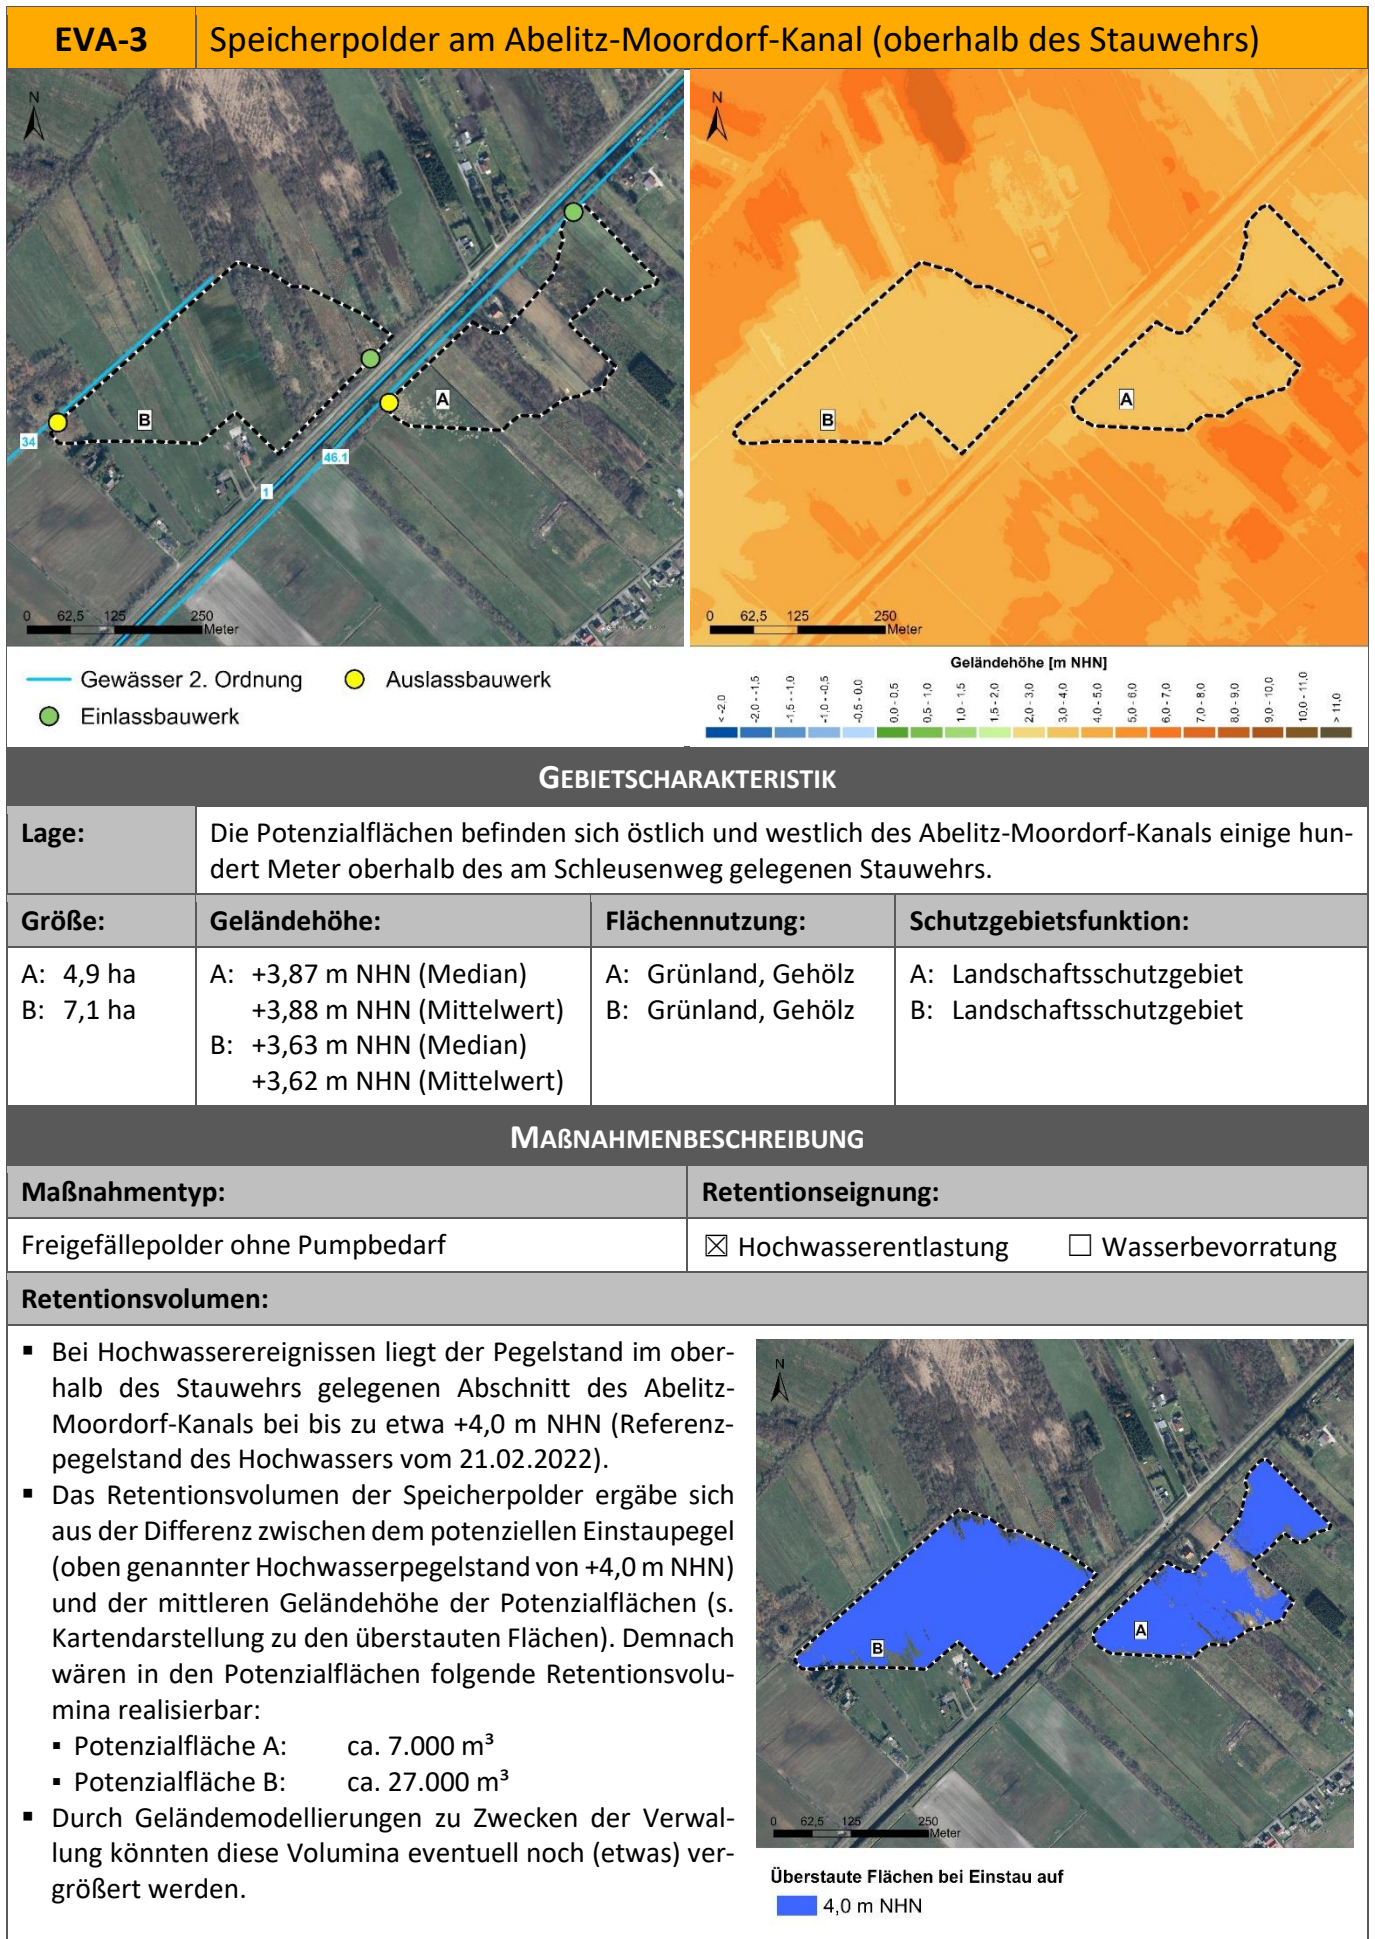 EVA-3 Speicherpolder am Abelitz-Moordorf-Kanal (oberhalb des Stauwehrs)
N
B
A
34
46.1
1
0 62,5 125 250
Meter
N
B
A
0 62,5 125 250
Meter
Gewässer 2. Ordnung Auslassbauwerk
Einlassbauwerk
Geländehöhe [m NHN]
< -2,0
-2,0 - -1,5
-1,5 - -1,0
-1,0 - -0,5
-0,5 - 0,0
0,0 - 0,5
0,5 - 1,0
1,0 - 1,5
1,5 - 2,0
2,0 - 3,0
3,0 - 4,0
4,0 - 5,0
5,0 - 6,0
6,0 - 7,0
7,0 - 8,0
8,0 - 9,0
9,0 - 10,0
10,0 - 11,0
> 11,0
GEBIETSCHARAKTERISTIK
Lage: Die Potenzialflächen befinden sich östlich und westlich des Abelitz-Moordorf-Kanals einige hun-
dert Meter oberhalb des am Schleusenweg gelegenen Stauwehrs.
Größe: Geländehöhe: Flächennutzung: Schutzgebietsfunktion:
A: 4,9 ha A: +3,87 m NHN (Median) A: Grünland, Gehölz A: Landschaftsschutzgebiet
B: 7,1 ha +3,88 m NHN (Mittelwert) B: Grünland, Gehölz B: Landschaftsschutzgebiet
B: +3,63 m NHN (Median)
+3,62 m NHN (Mittelwert)
MAßNAHMENBESCHREIBUNG
Maßnahmentyp: Retentionseignung:
Freigefällepolder ohne Pumpbedarf ☒ Hochwasserentlastung ☐ Wasserbevorratung
Retentionsvolumen:
▪ Bei Hochwasserereignissen liegt der Pegelstand im ober-
halb des Stauwehrs gelegenen Abschnitt des Abelitz-
Moordorf-Kanals bei bis zu etwa +4,0 m NHN (Referenz-
pegelstand des Hochwassers vom 21.02.2022).
▪ Das Retentionsvolumen der Speicherpolder ergäbe sich
aus der Differenz zwischen dem potenziellen Einstaupegel
(oben genannter Hochwasserpegelstand von +4,0 m NHN)
und der mittleren Geländehöhe der Potenzialflächen (s.
Kartendarstellung zu den überstauten Flächen). Demnach
wären in den Potenzialflächen folgende Retentionsvolu-
mina realisierbar:
▪ Potenzialfläche A: ca. 7.000 m³
▪ Potenzialfläche B: ca. 27.000 m³
▪ Durch Geländemodellierungen zu Zwecken der Verwal-
lung könnten diese Volumina eventuell noch (etwas) ver-
größert werden.
N
B
A
0 62,5 125 250
Meter
Überstaute Flächen bei Einstau auf
4,0 m NHN